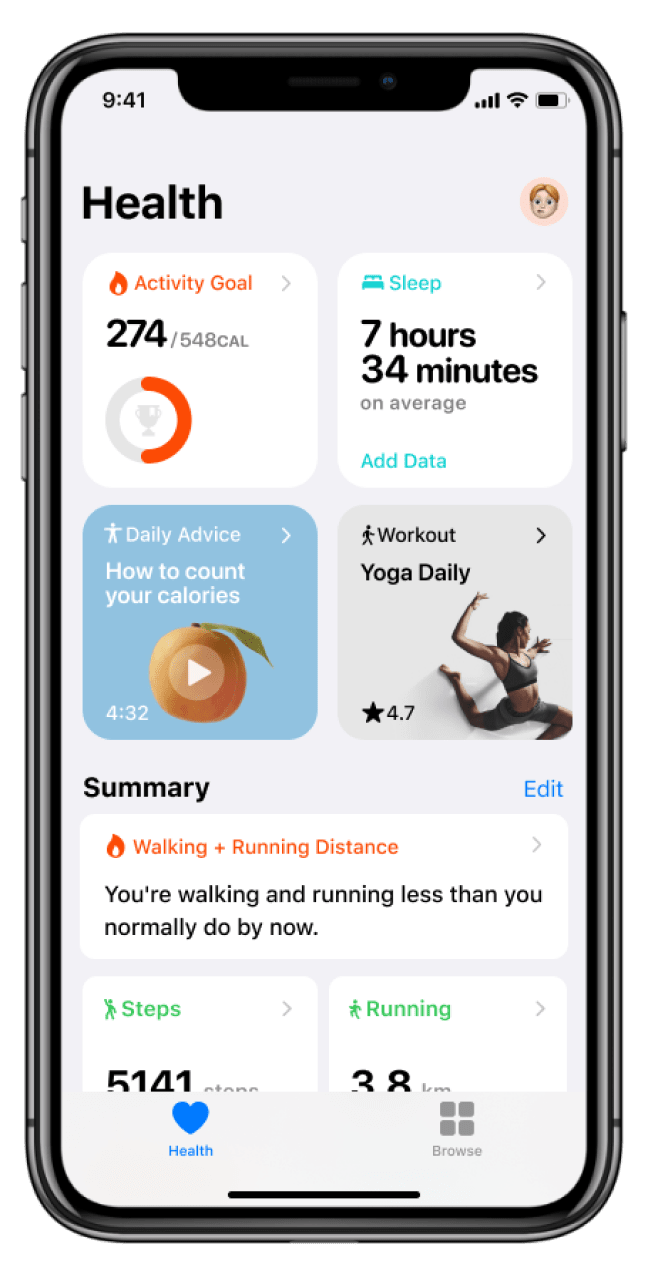 9:41
Health
Activity Goal
274/548CAL
Sleep
7 hours
34 minutes
on average
Add Data
Daily Advice
How to count
your calories
4:32
Workout
Yoga Daily
4.7
Summary
Edit
Walking + Running Distance
You're walking and running less than you
normally do by now.
Steps
5141 steps
Running
3.8 km
Health
Browse